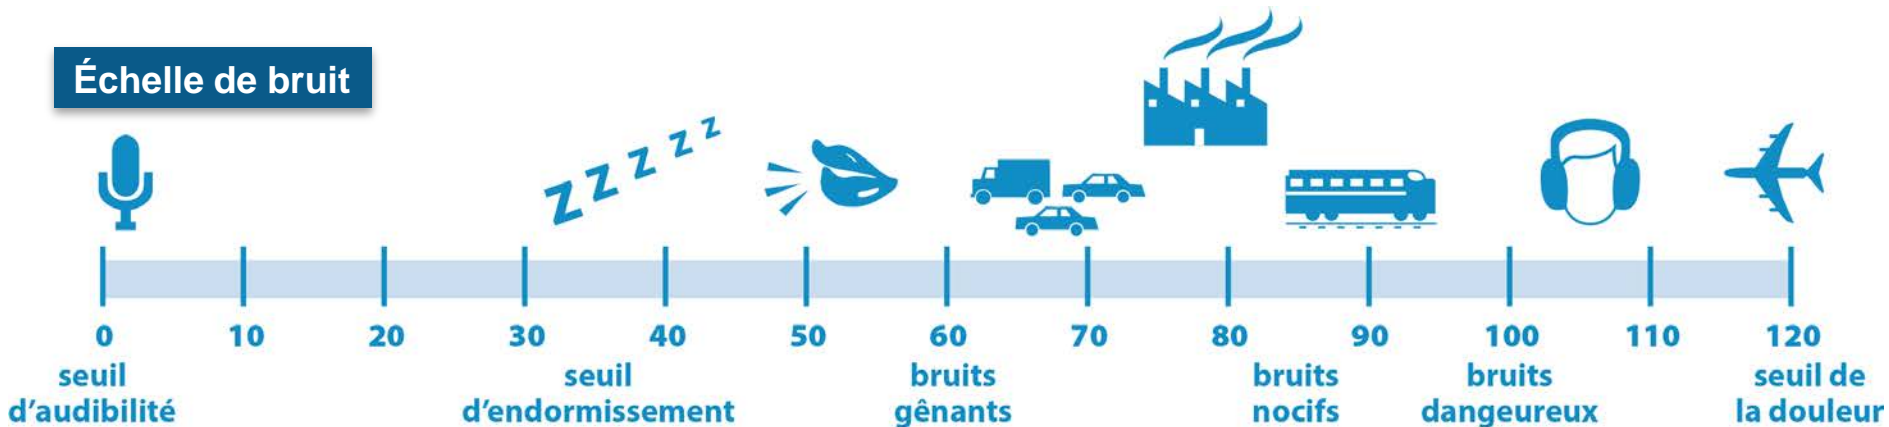 Échelle de bruit
Z Z Z Z Z
0 10 20 30 40 50 60 70 80 90 100 110 120
seuil seuil bruits bruits bruits seuil de
d'audibilité d'endormissement gênants nocifs dangeureux la douleur